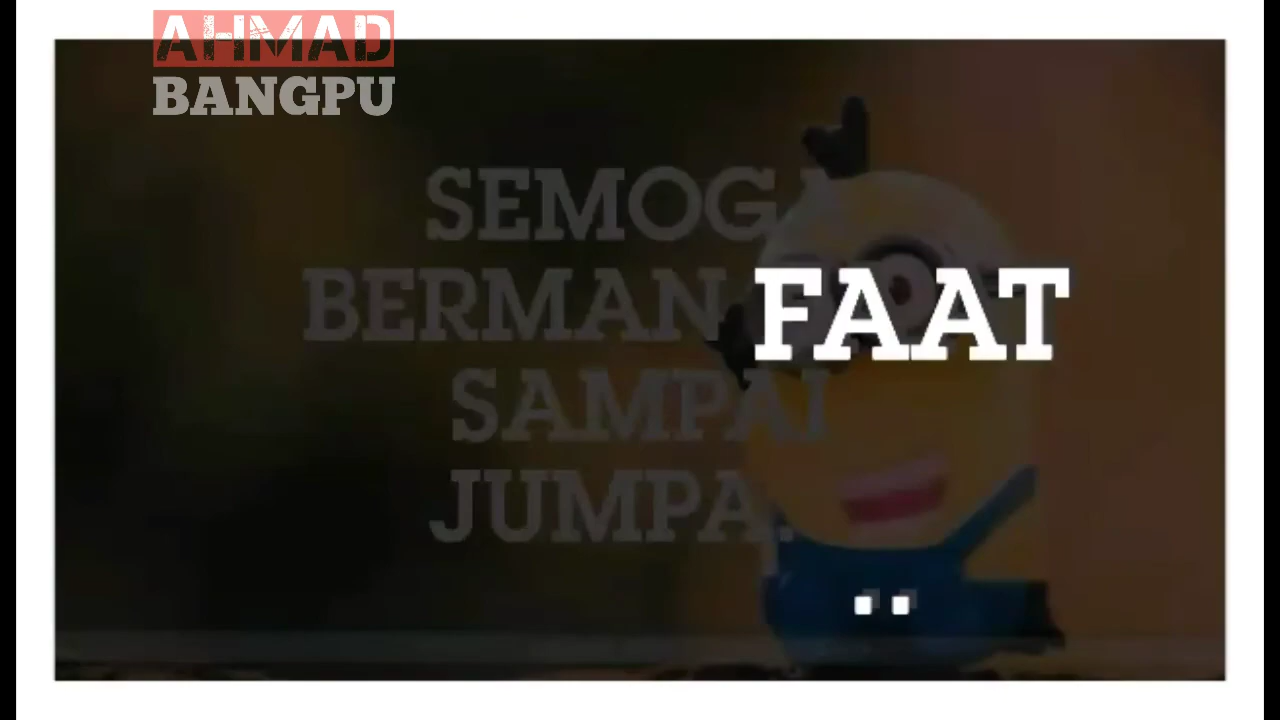 AHMAD
BANGPU
SEMOGA
BERMAN FAAT
SAMPAI
JUMPA.
..